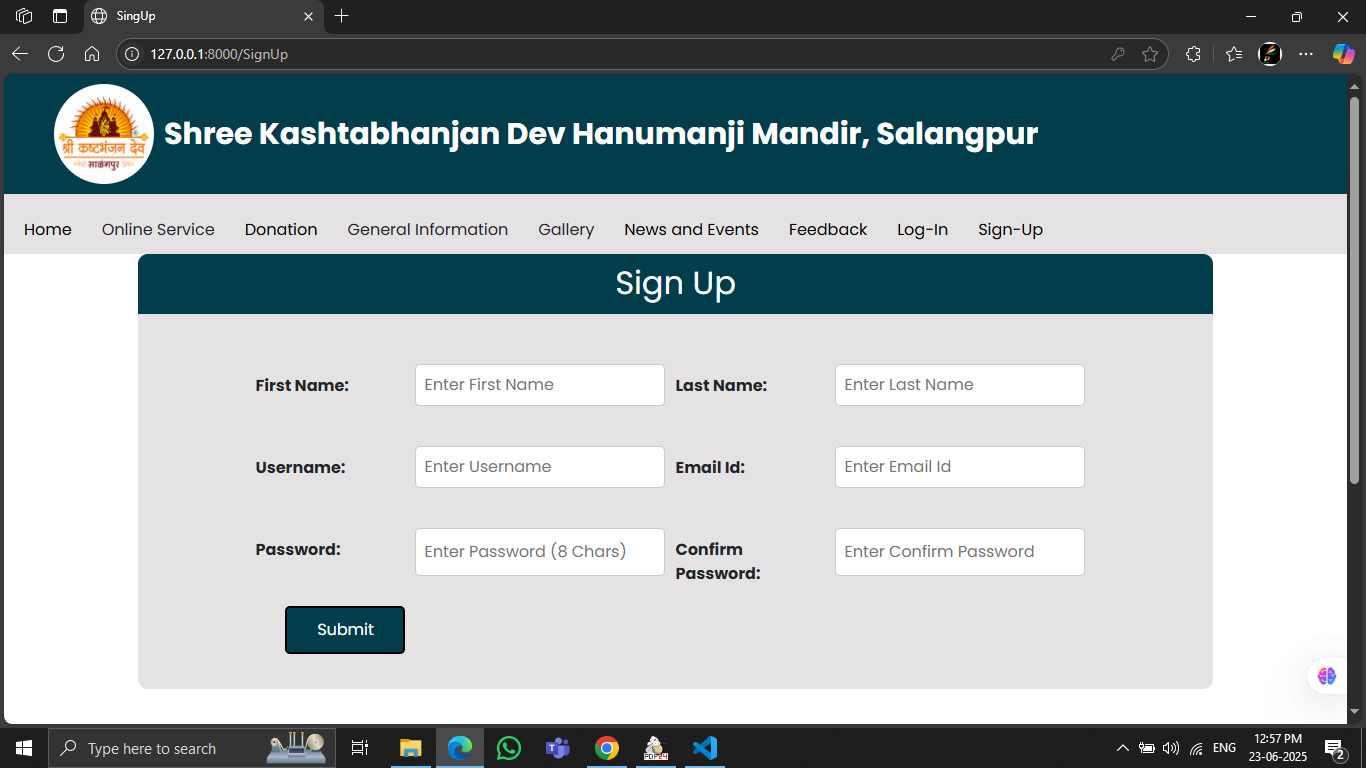 SingUp
127.0.0.1:8000/SignUp
श्री कष्टभंजन देव
साळंगपुर
Shree Kashtabhanjan Dev Hanumanji Mandir, Salangpur
Home Online Service Donation General Information Gallery News and Events Feedback Log-In Sign-Up
Sign Up
First Name: Enter First Name Last Name: Enter Last Name
Username: Enter Username Email Id: Enter Email Id
Password: Enter Password (8 Chars) Confirm Password: Enter Confirm Password
Submit
Type here to search
ENG
12:57 PM
23-06-2025
2